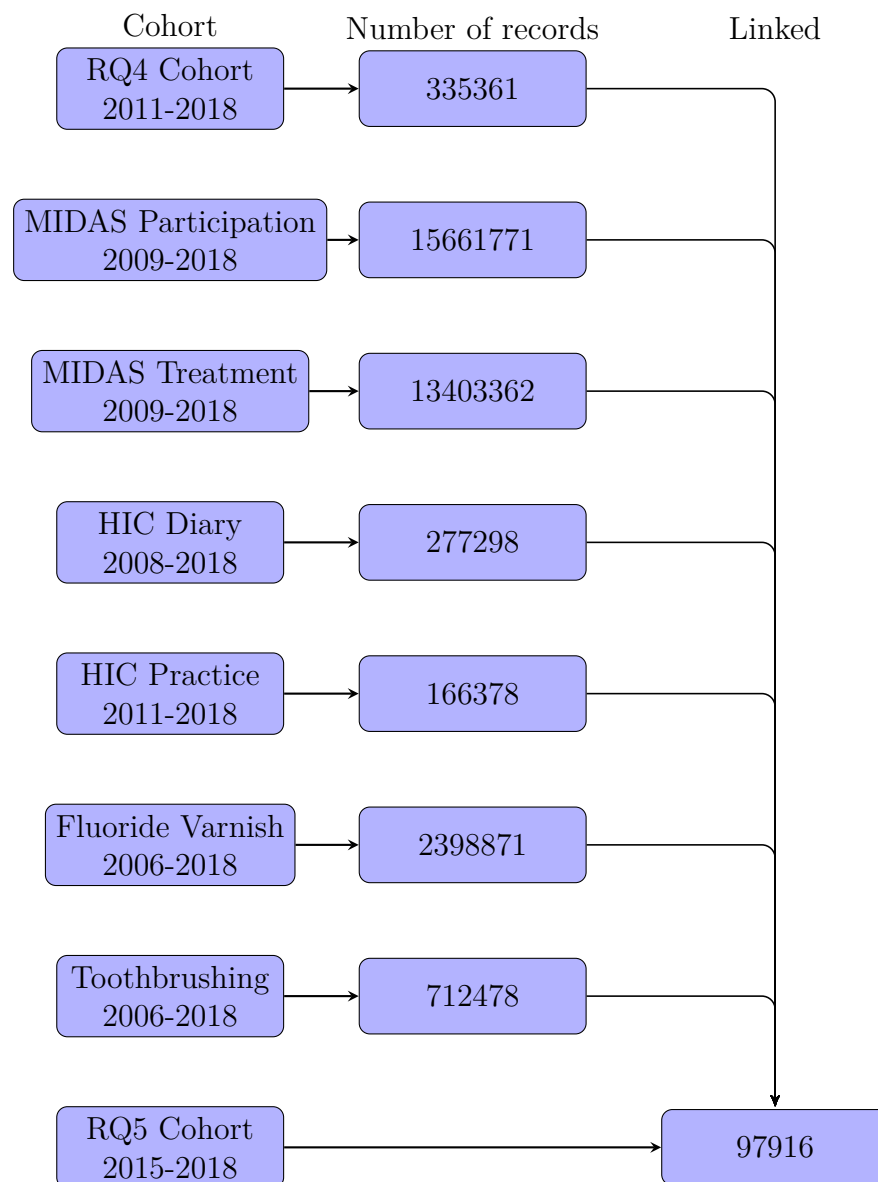 Cohort Number of records Linked
RQ4 Cohort
2011-2018
335361
MIDAS Participation
2009-2018
15661771
MIDAS Treatment
2009-2018
13403362
HIC Diary
2008-2018
277298
HIC Practice
2011-2018
166378
Fluoride Varnish
2006-2018
2398871
Toothbrushing
2006-2018
712478
RQ5 Cohort
2015-2018
97916